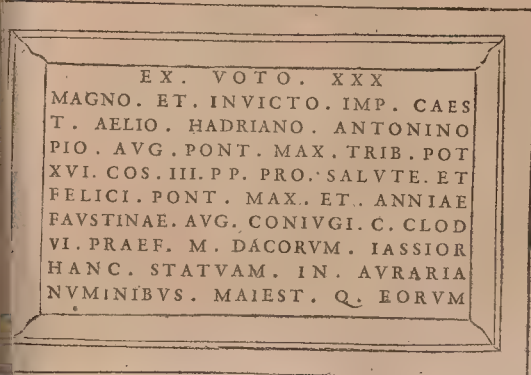 EX. VOTO. XXX
MAGNO. ET. INVICTO. IMP. CAES
T. AELIO. HADRIANO. ANTONINO
PIO. AVG. PONT. MAX. TRIB. POT
XVI. COS. III. P P. PRO. SALVTE. ET
FELICI. PONT. MAX. ET. ANNIAE
FAVSTINAE. AVG. CONIVGI. C. CLOD
VI. PRAEF. M. DACORVM. IASSIOR
HANC. STATVAM. IN. AVRARIA
NVMINIBVS. MAIEST. Q. EORVM